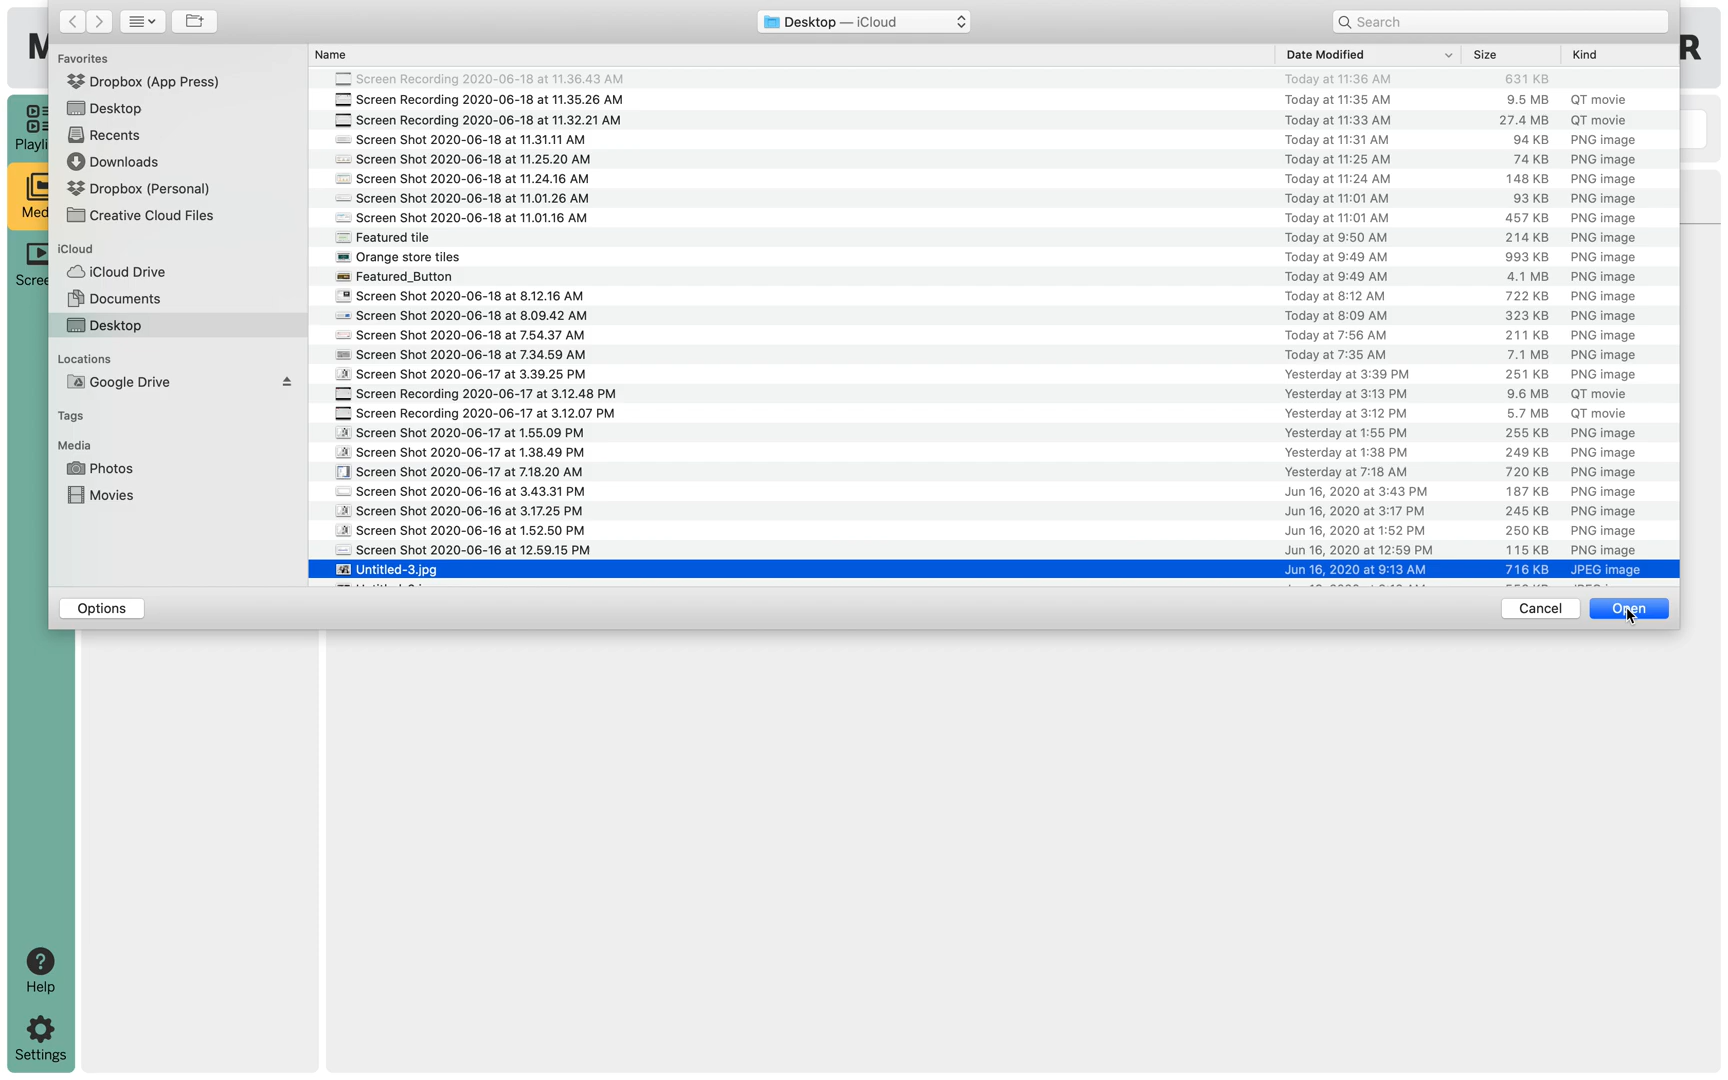 Desktop — iCloud
Search
M
R
Favorites
Dropbox (App Press)
Desktop
Recents
Downloads
Dropbox (Personal)
Creative Cloud Files
iCloud
iCloud Drive
Documents
Desktop
Locations
Google Drive
Tags
Media
Photos
Movies
Name Date Modified Size Kind
Screen Recording 2020-06-18 at 11.36.43 AM Today at 11:36 AM 631 KB
Screen Recording 2020-06-18 at 11.35.26 AM Today at 11:35 AM 9.5 MB QT movie
Screen Recording 2020-06-18 at 11.32.21 AM Today at 11:33 AM 27.4 MB QT movie
Screen Shot 2020-06-18 at 11.31.11 AM Today at 11:31 AM 94 KB PNG image
Screen Shot 2020-06-18 at 11.25.20 AM Today at 11:25 AM 74 KB PNG image
Screen Shot 2020-06-18 at 11.24.16 AM Today at 11:24 AM 148 KB PNG image
Screen Shot 2020-06-18 at 11.01.26 AM Today at 11:01 AM 93 KB PNG image
Screen Shot 2020-06-18 at 11.01.16 AM Today at 11:01 AM 457 KB PNG image
Featured tile Today at 9:50 AM 214 KB PNG image
Orange store tiles Today at 9:49 AM 993 KB PNG image
Featured_Button Today at 9:49 AM 4.1 MB PNG image
Screen Shot 2020-06-18 at 8.12.16 AM Today at 8:12 AM 722 KB PNG image
Screen Shot 2020-06-18 at 8.09.42 AM Today at 8:09 AM 323 KB PNG image
Screen Shot 2020-06-18 at 7.54.37 AM Today at 7:56 AM 211 KB PNG image
Screen Shot 2020-06-18 at 7.34.59 AM Today at 7:35 AM 7.1 MB PNG image
Screen Shot 2020-06-17 at 3.39.25 PM Yesterday at 3:39 PM 251 KB PNG image
Screen Recording 2020-06-17 at 3.12.48 PM Yesterday at 3:13 PM 9.6 MB QT movie
Screen Recording 2020-06-17 at 3.12.07 PM Yesterday at 3:12 PM 5.7 MB QT movie
Screen Shot 2020-06-17 at 1.55.09 PM Yesterday at 1:55 PM 255 KB PNG image
Screen Shot 2020-06-17 at 1.38.49 PM Yesterday at 1:38 PM 249 KB PNG image
Screen Shot 2020-06-17 at 7.18.20 AM Yesterday at 7:18 AM 720 KB PNG image
Screen Shot 2020-06-16 at 3.43.31 PM Jun 16, 2020 at 3:43 PM 187 KB PNG image
Screen Shot 2020-06-16 at 3.17.25 PM Jun 16, 2020 at 3:17 PM 245 KB PNG image
Screen Shot 2020-06-16 at 1.52.50 PM Jun 16, 2020 at 1:52 PM 250 KB PNG image
Screen Shot 2020-06-16 at 12.59.15 PM Jun 16, 2020 at 12:59 PM 115 KB PNG image
Untitled-3.jpg Jun 16, 2020 at 9:13 AM 716 KB JPEG image
Options
Cancel
Open
Playli
Med
Scree
Help
Settings